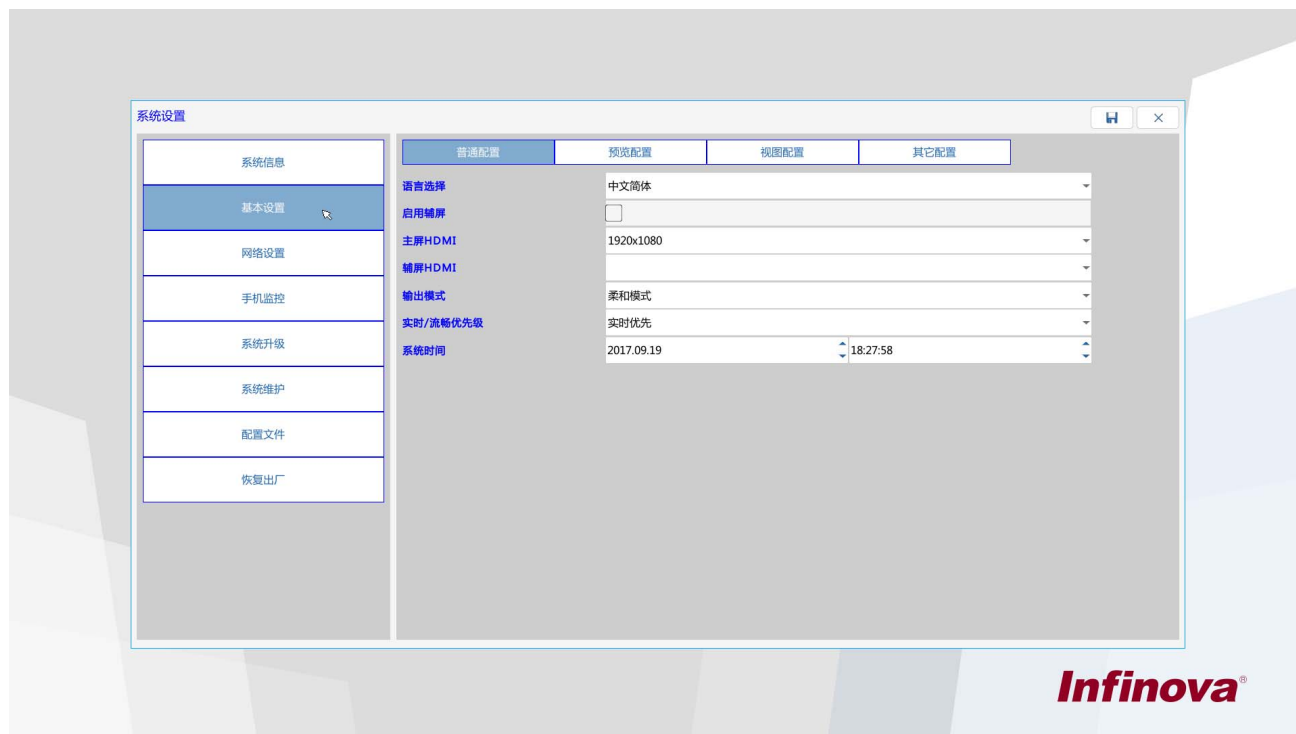 系统设置
系统信息
基本设置
网络设置
手机监控
系统升级
系统维护
配置文件
恢复出厂
普通配置 预览配置 视图配置 其它配置
语言选择 中文简体
启用辅屏
主屏HDMI 1920x1080
辅屏HDMI
输出模式 柔和模式
实时/流畅优先级 实时优先
系统时间 2017.09.19 18:27:58
Infinova®